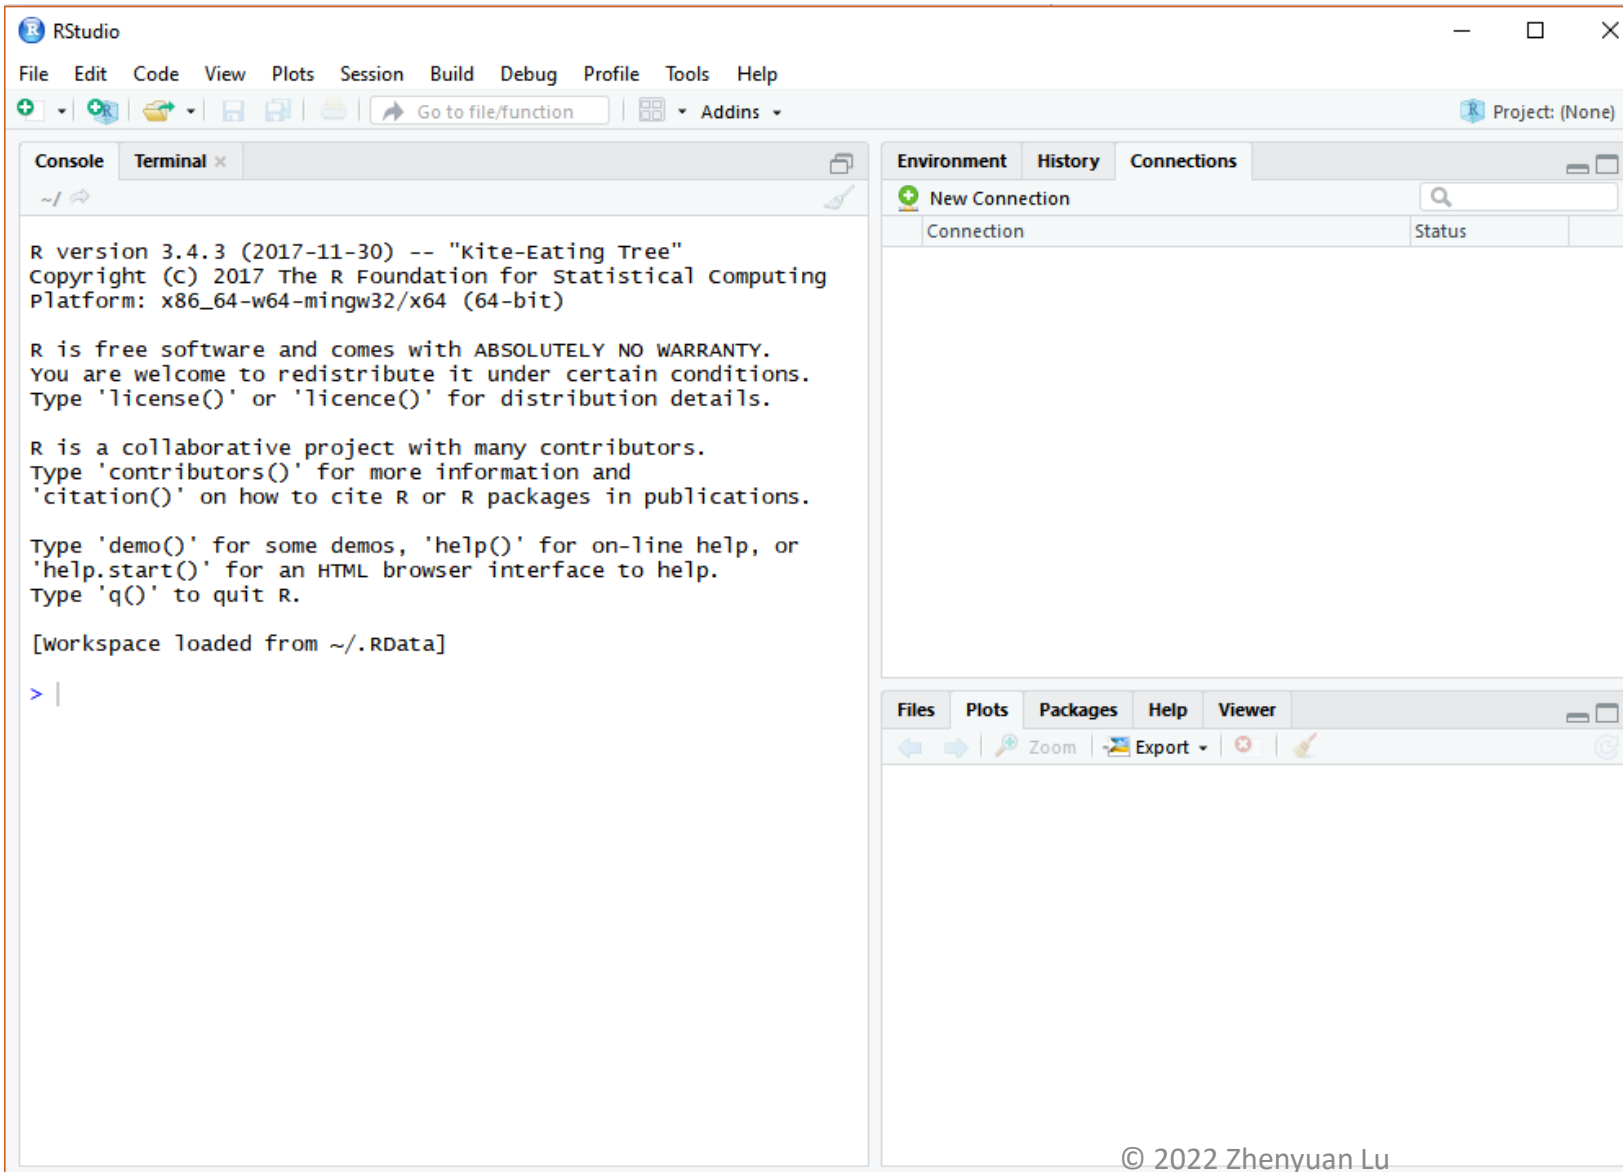 RStudio
File Edit Code View Plots Session Build Debug Profile Tools Help
Go to file/function Addins Project: (None)
Console Terminal
~/
R version 3.4.3 (2017-11-30) -- "Kite-Eating Tree"
Copyright (C) 2017 The R Foundation for Statistical Computing
Platform: x86_64-w64-mingw32/x64 (64-bit)
R is free software and comes with ABSOLUTELY NO WARRANTY.
You are welcome to redistribute it under certain conditions.
Type 'license()' or 'licence()' for distribution details.
R is a collaborative project with many contributors.
Type 'contributors()' for more information and
'citation()' on how to cite R or R packages in publications.
Type 'demo()' for some demos, 'help()' for on-line help, or
'help.start()' for an HTML browser interface to help.
Type 'q()' to quit R.
[Workspace loaded from ~/.RData]
>
Environment History Connections
New Connection
Connection Status
Files Plots Packages Help Viewer
Zoom Export
© 2022 Zhenyuan Lu